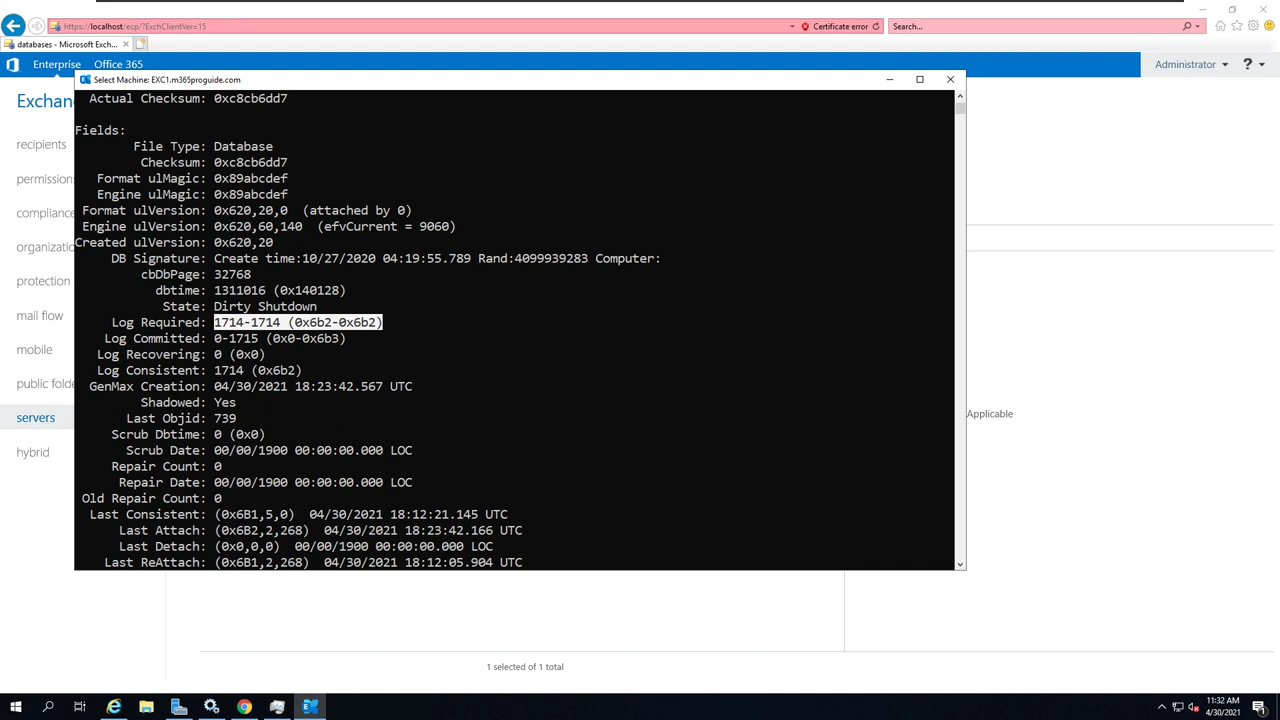 https://localhost/ecp/?ExchClientVer=15
Certificate error
Search...
databases - Microsoft Exch...
Enterprise
Office 365
Administrator
?
Exchan
recipients
permissions
compliance
organizatio
protection
mail flow
mobile
public folde
servers
hybrid
Select Machine: EXC1.m365proguide.com
Actual Checksum: 0xc8cb6dd7
Fields:
File Type: Database
Checksum: 0xc8cb6dd7
Format ulMagic: 0x89abcdef
Engine ulMagic: 0x89abcdef
Format ulVersion: 0x620,20,0  (attached by 0)
Engine ulVersion: 0x620,60,140  (efvCurrent = 9060)
Created ulVersion: 0x620,20
DB Signature: Create time:10/27/2020 04:19:55.789 Rand:4099939283 Computer:
cbDbPage: 32768
dbtime: 1311016 (0x140128)
State: Dirty Shutdown
Log Required: 1714-1714 (0x6b2-0x6b2)
Log Committed: 0-1715 (0x0-0x6b3)
Log Recovering: 0 (0x0)
Log Consistent: 1714 (0x6b2)
GenMax Creation: 04/30/2021 18:23:42.567 UTC
Shadowed: Yes
Last Objid: 739
Scrub Dbtime: 0 (0x0)
Scrub Date: 00/00/1900 00:00:00.000 LOC
Repair Count: 0
Repair Date: 00/00/1900 00:00:00.000 LOC
Old Repair Count: 0
Last Consistent: (0x6B1,5,0)  04/30/2021 18:12:21.145 UTC
Last Attach: (0x6B2,2,268)  04/30/2021 18:23:42.166 UTC
Last Detach: (0x0,0,0)  00/00/1900 00:00:00.000 LOC
Last ReAttach: (0x6B1,2,268)  04/30/2021 18:12:05.904 UTC
Applicable
1 selected of 1 total
11:32 AM
4/30/2021
1